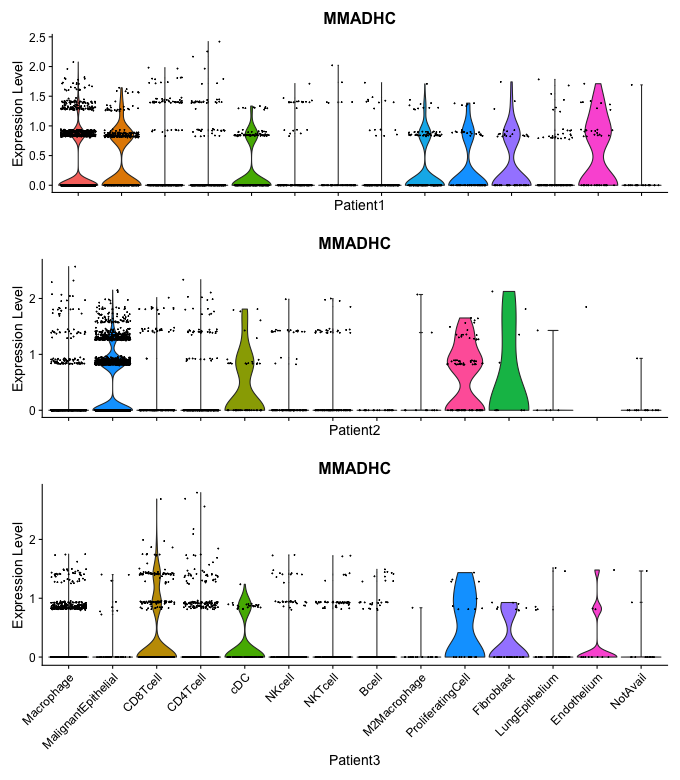 MMADHC
Expression Level
2.5
2.0
1.5
1.0
0.5
0.0
Patient1
MMADHC
Expression Level
2
1
0
Patient2
MMADHC
Expression Level
2
1
0
Macrophage
MalignantEpithelial
CD8Tcell
CD4Tcell
cDC
NKcell
NKTcell
Bcell
M2Macrophage
ProliferatingCell
Fibroblast
LungEpithelium
Endothelium
NotAvail
Patient3